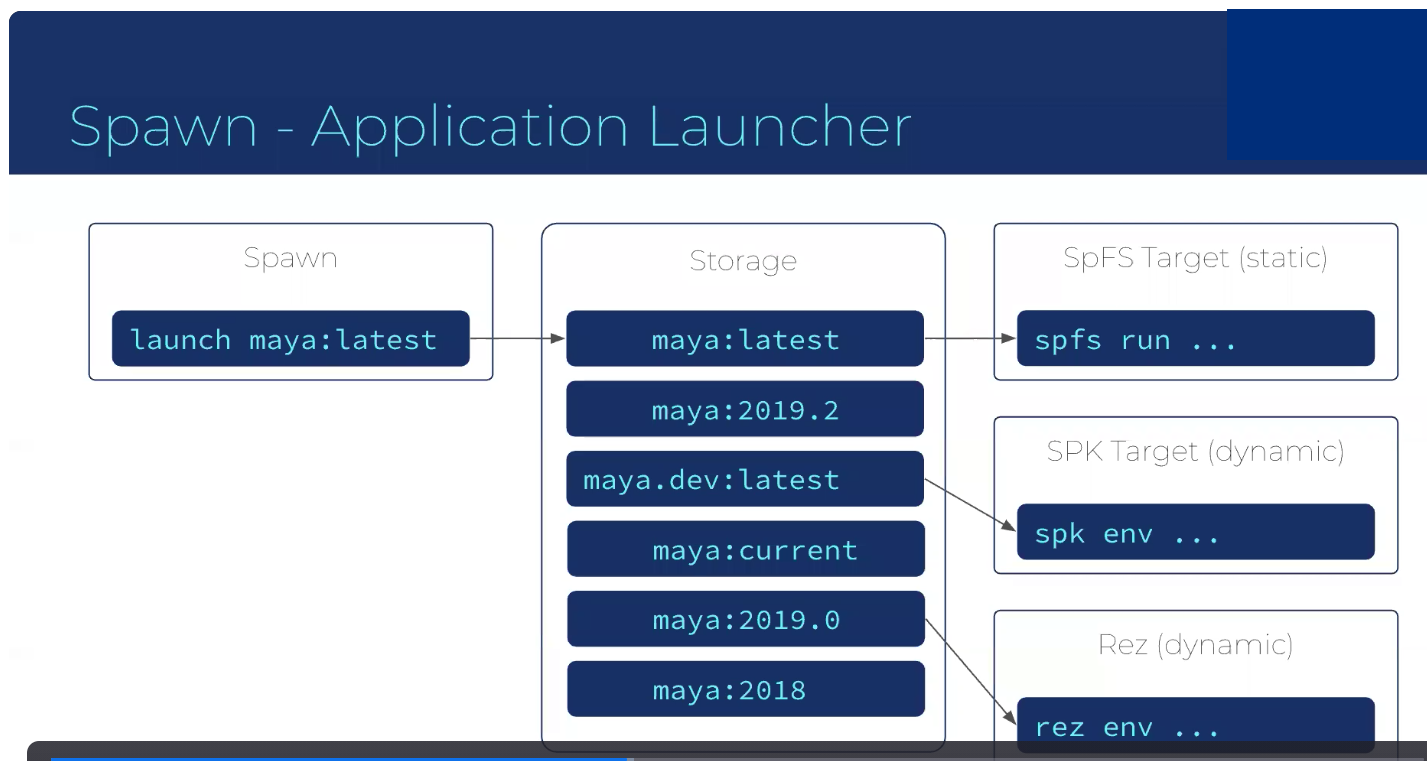 Spawn - Application Launcher
Spawn
launch maya:latest
Storage
maya:latest
maya:2019.2
maya.dev:latest
maya:current
maya:2019.0
maya:2018
SpFS Target (static)
spfs run ...
SPK Target (dynamic)
spk env ...
Rez (dynamic)
rez env ...